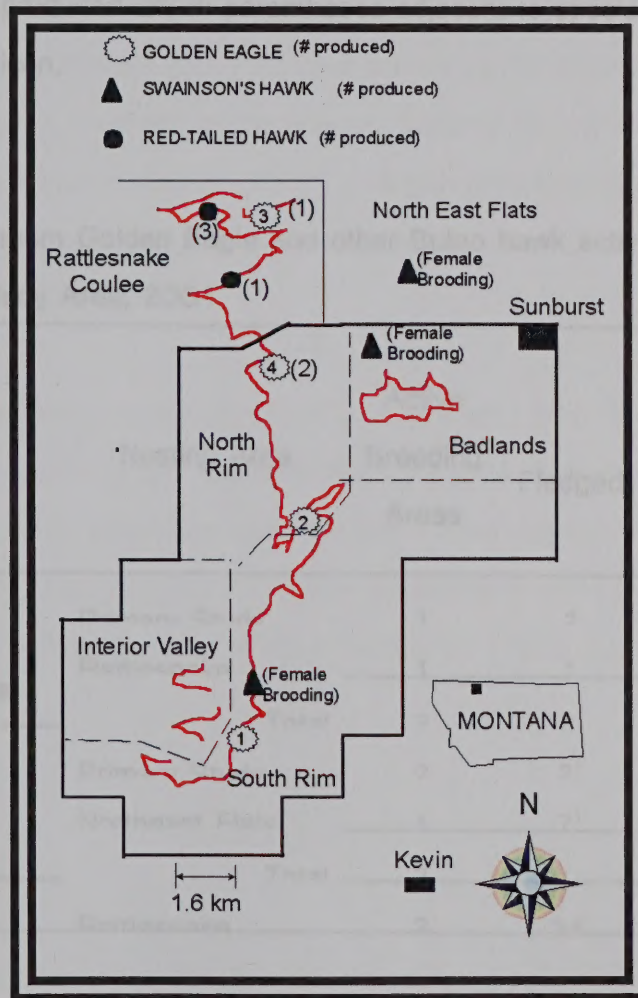 GOLDEN EAGLE (# produced)
SWAINSON'S HAWK (# produced)
RED-TAILED HAWK (# produced)
3 (1)
(3)
North East Flats
Rattlesnake
Coulee
(Female
Brooding)
(1)
Sunburst
(Female
Brooding)
4 (2)
North
Rim
Badlands
2
Interior Valley
(Female
Brooding)
MONTANA
1
South Rim
N
Kevin
1.6 km